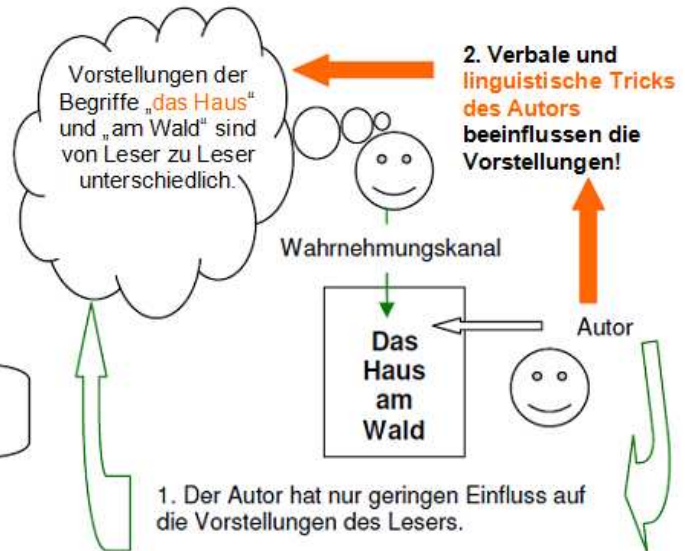 Vorstellungen der
Begriffe „das Haus“
und „am Wald“ sind
von Leser zu Leser
unterschiedlich.
2. Verbale und
linguistische Tricks
des Autors
beeinflussen die
Vorstellungen!
Wahrnehmungskanal
Das
Haus
am
Wald
Autor
1. Der Autor hat nur geringen Einfluss auf
die Vorstellungen des Lesers.